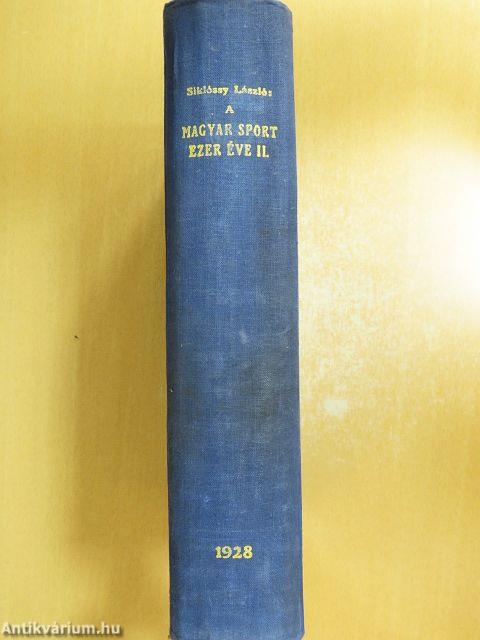 Siklóssy László:
A
MAGYAR SPORT
EZER ÉVE II.
1928
Antikvárium.hu